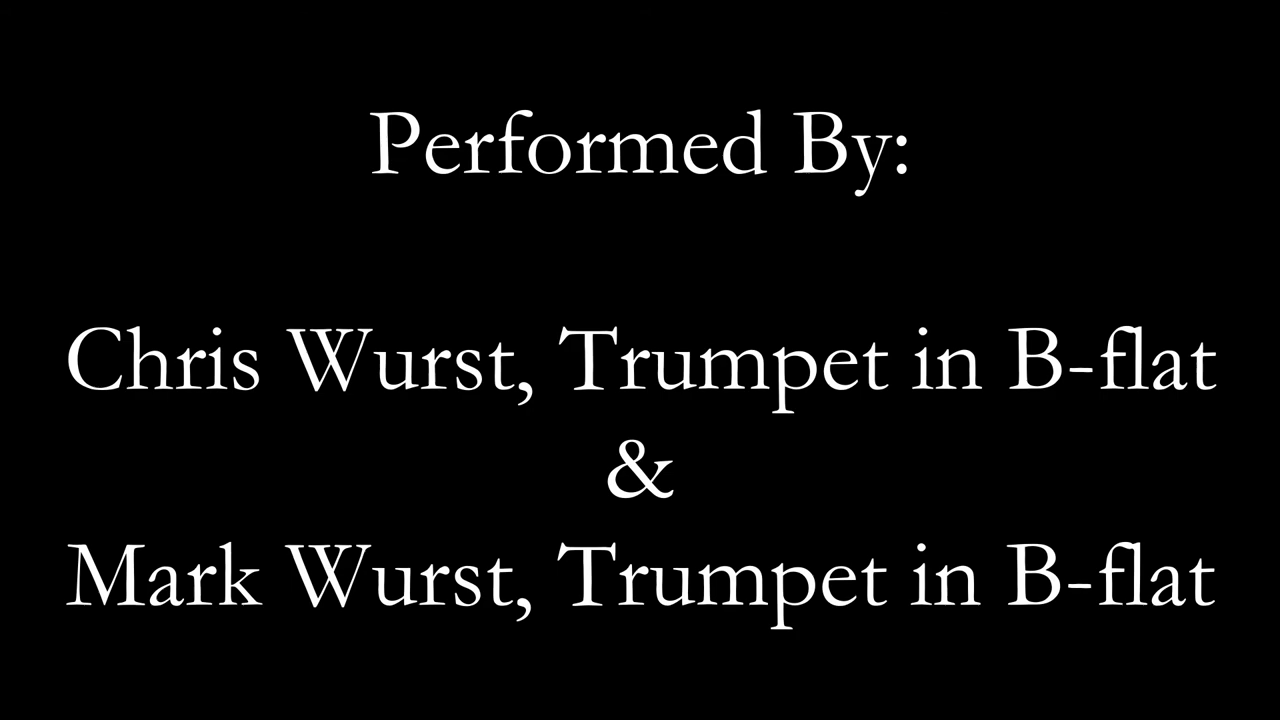 Performed By:
Chris Wurst, Trumpet in B-flat
&
Mark Wurst, Trumpet in B-flat